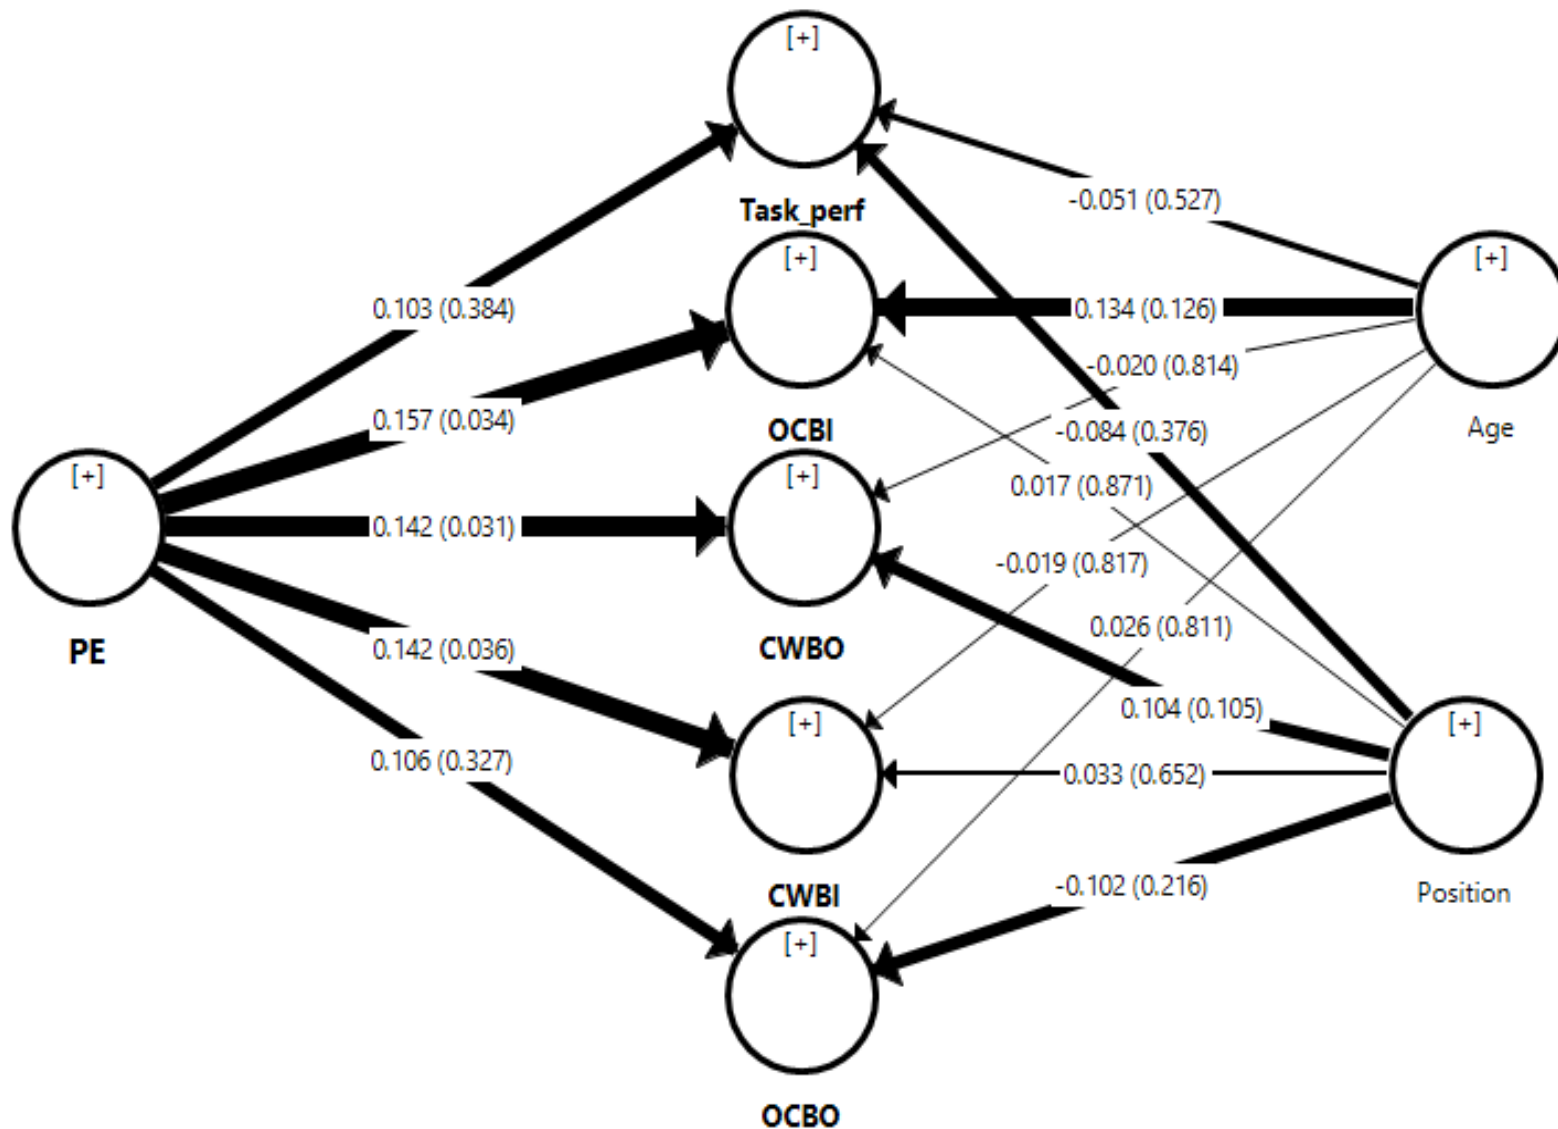 [+]
Task_perf
-0.051 (0.527)
[+]
[+]
0.103 (0.384)
0.134 (0.126)
-0.020 (0.814)
0.157 (0.034)
OCBI
-0.084 (0.376)
Age
[+]
[+]
0.017 (0.871)
0.142 (0.031)
-0.019 (0.817)
0.026 (0.811)
PE
0.142 (0.036)
CWBO
0.104 (0.105)
[+]
[+]
0.106 (0.327)
0.033 (0.652)
CWBI
-0.102 (0.216)
Position
[+]
OCBO